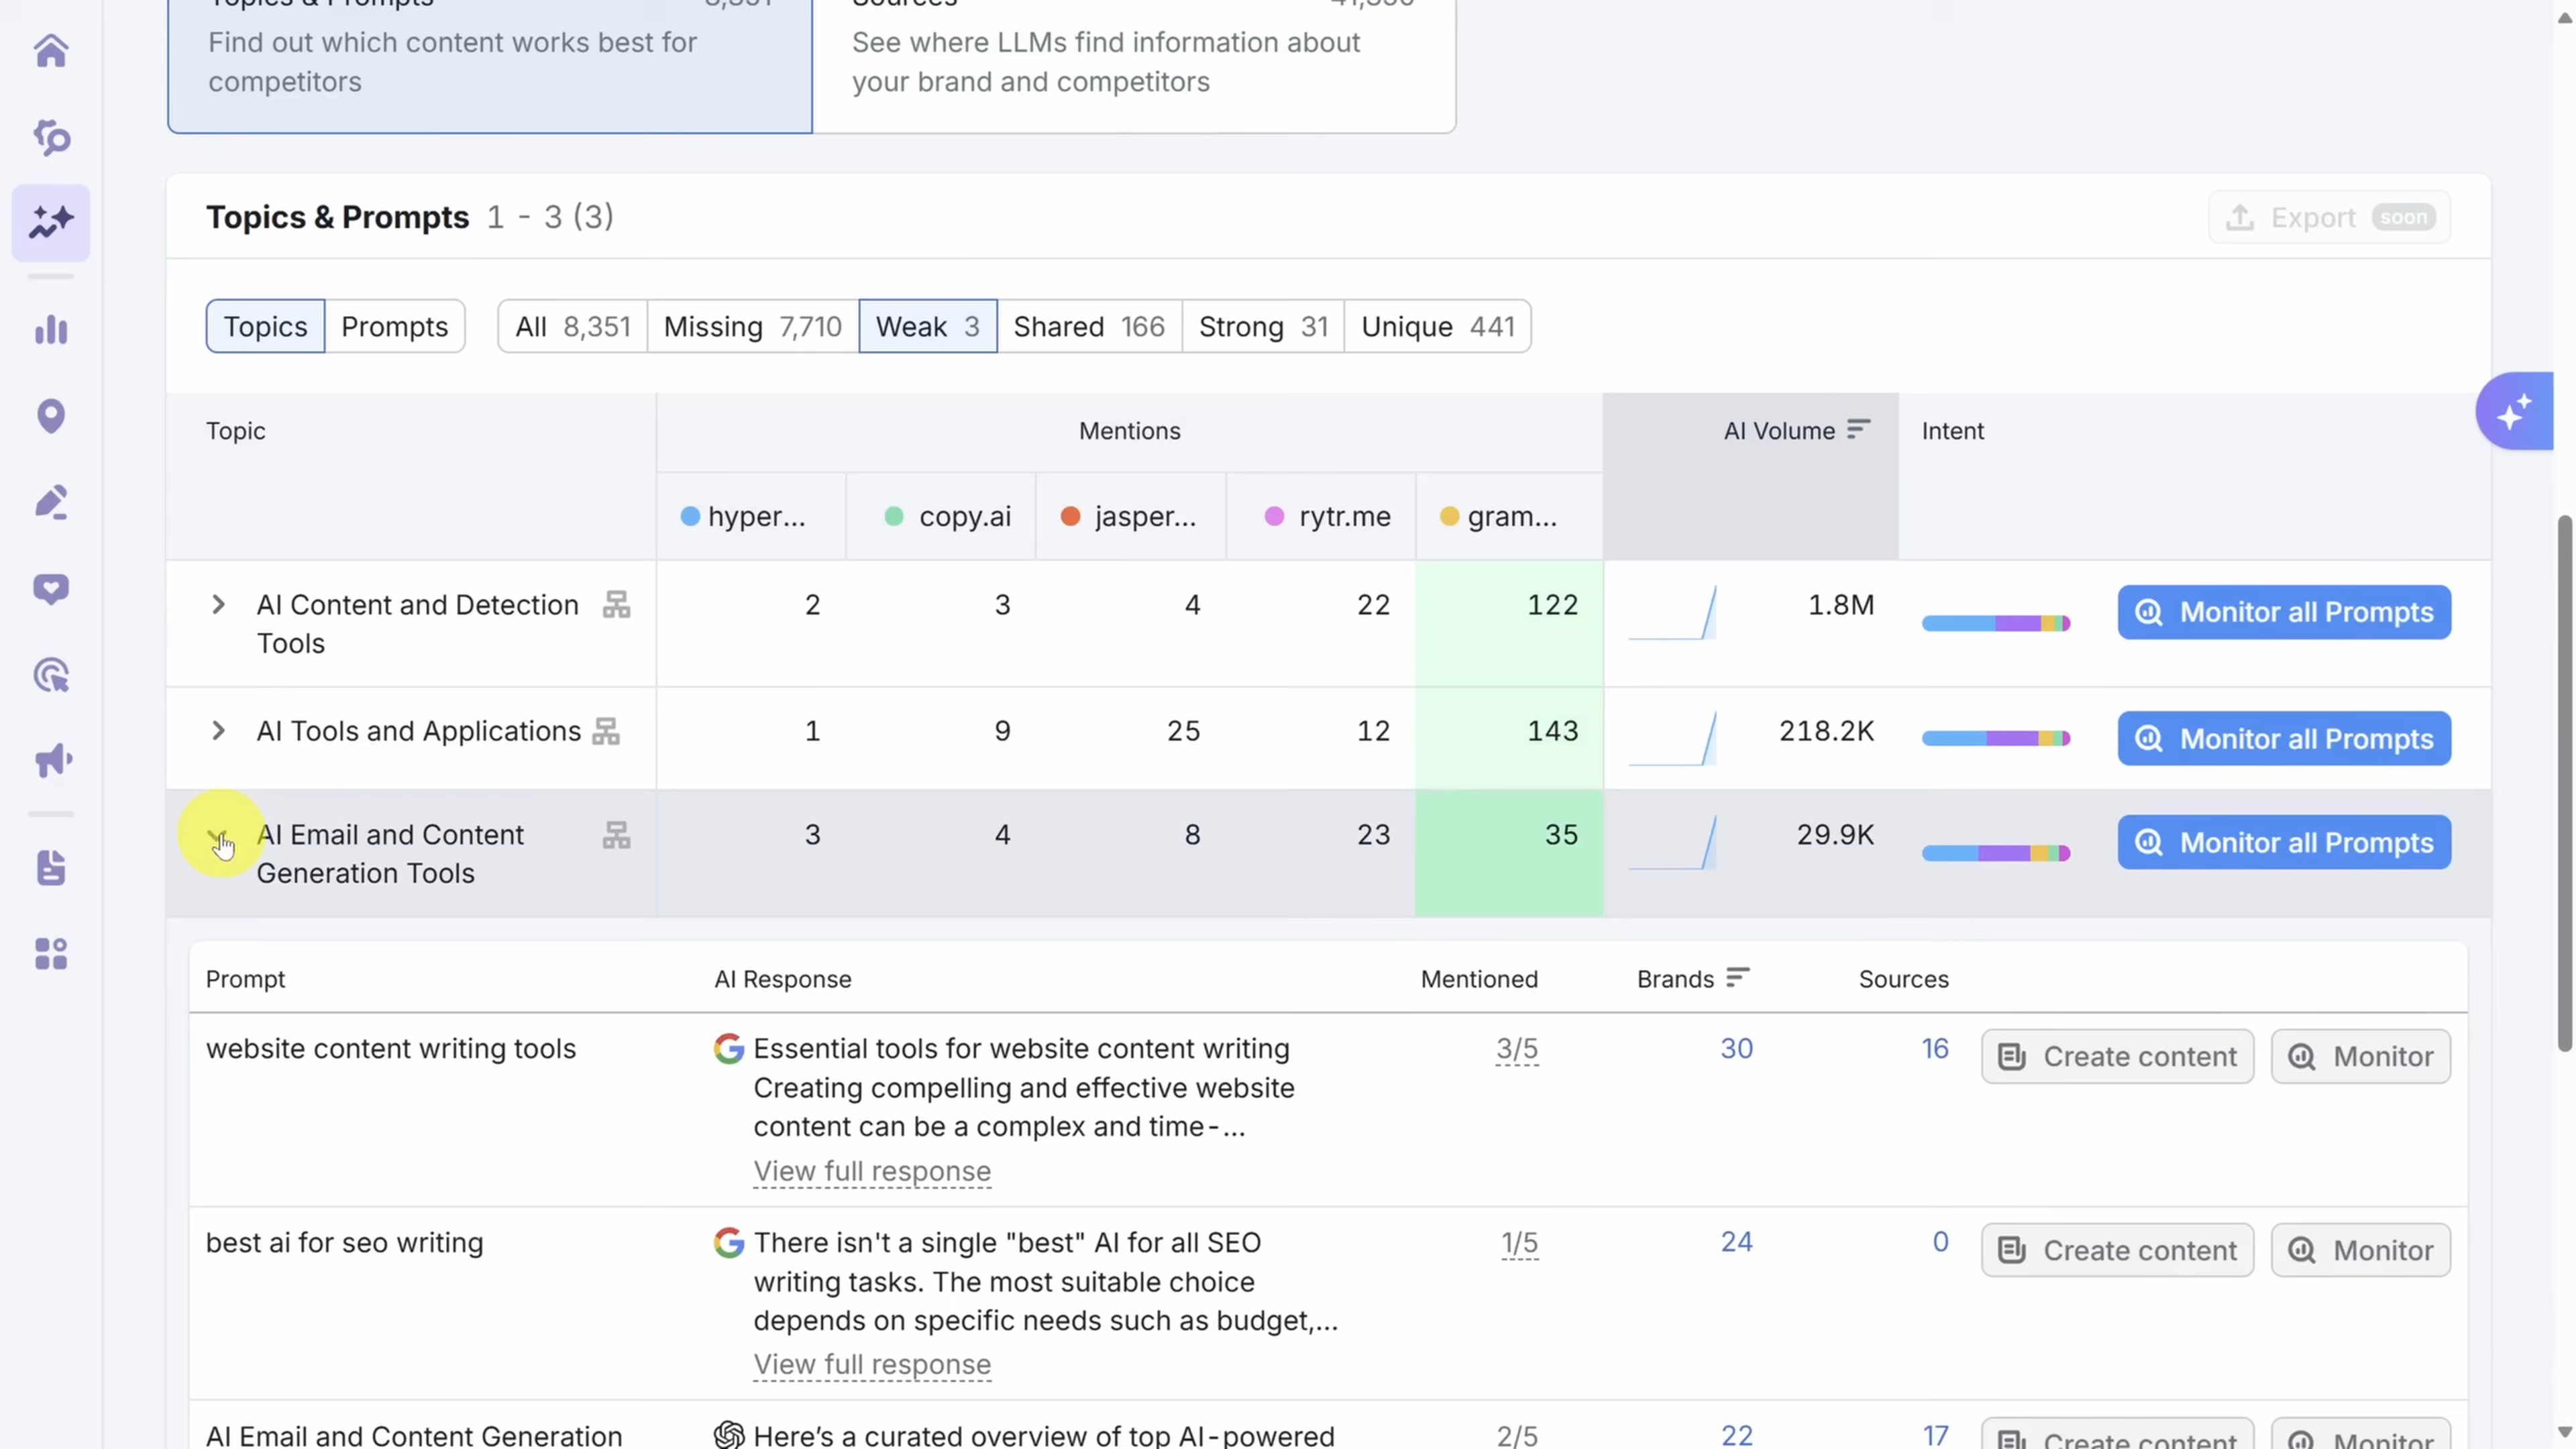 Find out which content works best for
competitors
See where LLMs find information about
your brand and competitors
Topics & Prompts 1 - 3 (3)
Export soon
Topics Prompts All 8,351 Missing 7,710 Weak 3 Shared 166 Strong 31 Unique 441
Topic Mentions AI Volume Intent
hyper... copy.ai jasper... rytr.me gram...
AI Content and Detection
Tools
2 3 4 22 122 1.8M Monitor all Prompts
AI Tools and Applications 1 9 25 12 143 218.2K Monitor all Prompts
AI Email and Content
Generation Tools
3 4 8 23 35 29.9K Monitor all Prompts
Prompt AI Response Mentioned Brands Sources
website content writing tools
Essential tools for website content writing
Creating compelling and effective website
content can be a complex and time-...
View full response
3/5 30 16 Create content Monitor
best ai for seo writing
There isn't a single "best" AI for all SEO
writing tasks. The most suitable choice
depends on specific needs such as budget,...
View full response
1/5 24 0 Create content Monitor
AI Email and Content Generation
Here's a curated overview of top AI-powered
2/5 22 17 Create content Monitor